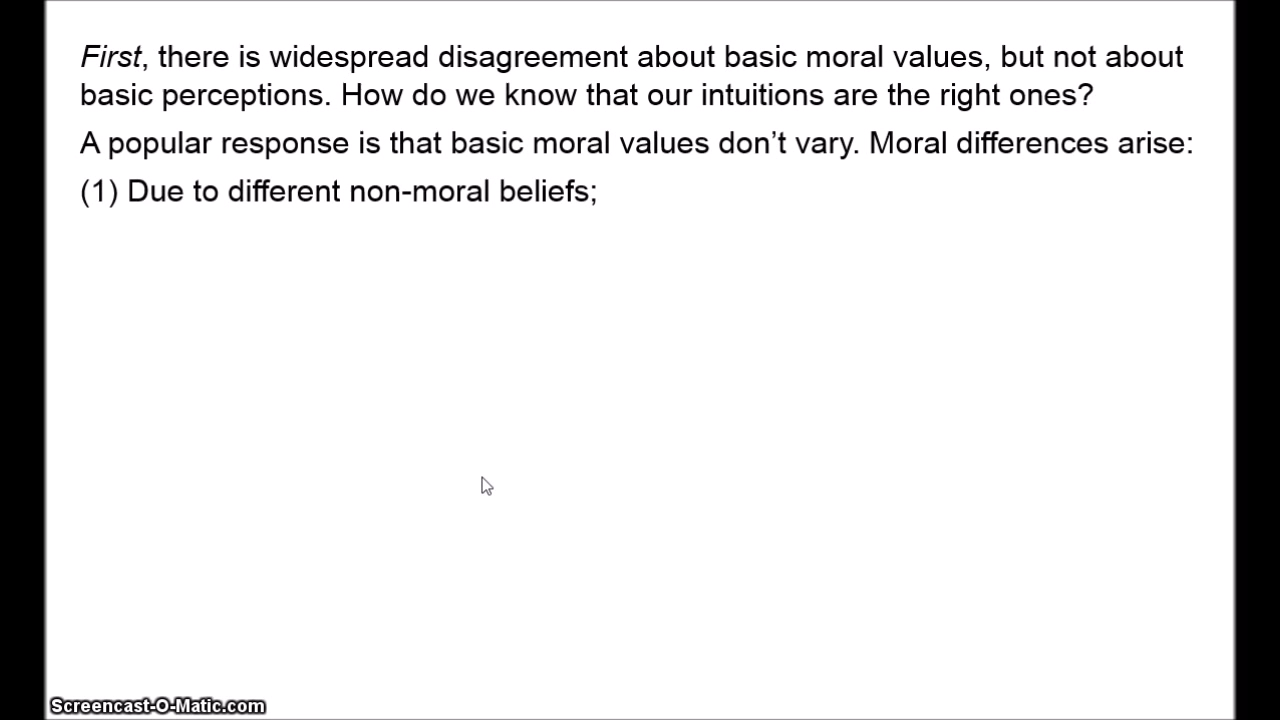 First, there is widespread disagreement about basic moral values, but not about
basic perceptions. How do we know that our intuitions are the right ones?
A popular response is that basic moral values don’t vary. Moral differences arise:
(1) Due to different non-moral beliefs;
Screencast-O-Matic.com